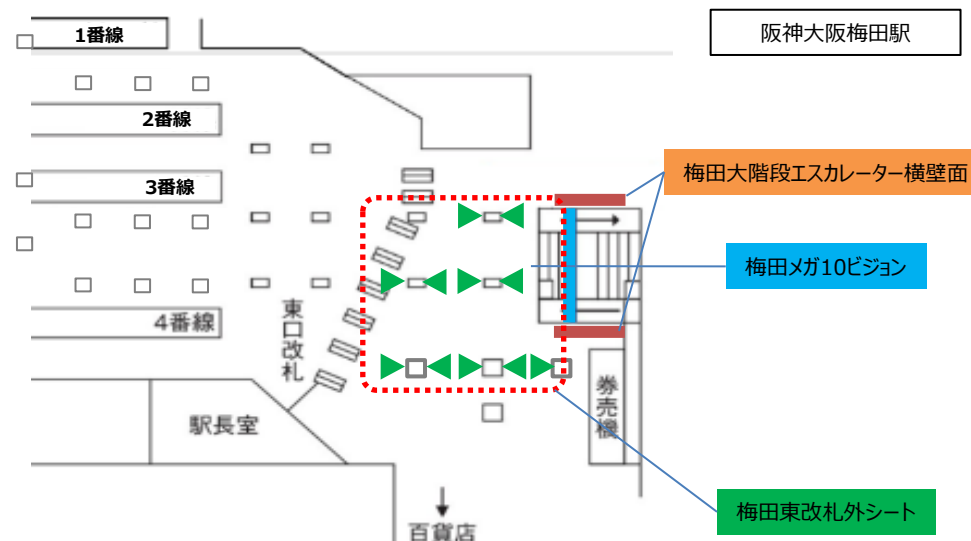 阪神大阪梅田駅
1番線
2番線
3番線
4番線
東口改札
駅長室
百貨店
券売機
梅田大階段エスカレーター横壁面
梅田メガ10ビジョン
梅田東改札外シート